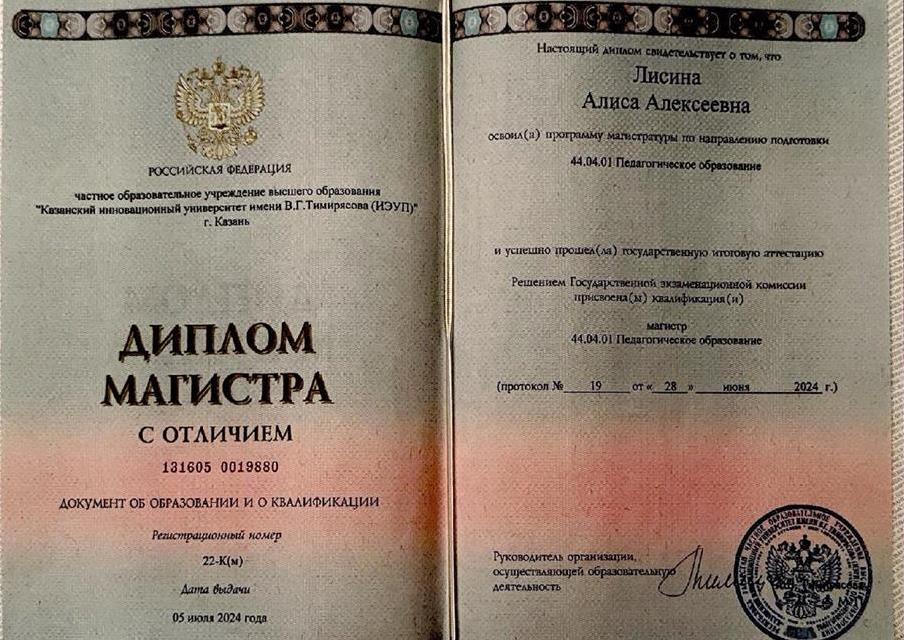 РОССИЙСКАЯ ФЕДЕРАЦИЯ
частное образовательное учреждение высшего образования
"Казанский инновационный университет имени В.Г.Тимирясова (ИЭУП)"
г. Казань
ДИПЛОМ
МАГИСТРА
С ОТЛИЧИЕМ
131605 0019880
ДОКУМЕНТ ОБ ОБРАЗОВАНИИ И О КВАЛИФИКАЦИИ
Регистрационный номер
22-К(м)
Дата выдачи
05 июля 2024 года
Настоящий диплом свидетельствует о том, что
Лисина
Алиса Алексеевна
освоил(а) программу магистратуры по направлению подготовки
44.04.01 Педагогическое образование
и успешно прошел(ла) государственную итоговую аттестацию
Решением Государственной экзаменационной комиссии
присвоена(ы) квалификация(и)
магистр
44.04.01 Педагогическое образование
(протокол № 19 от « 28 » июня 2024 г.)
Руководитель организации,
осуществляющей образовательную
деятельность